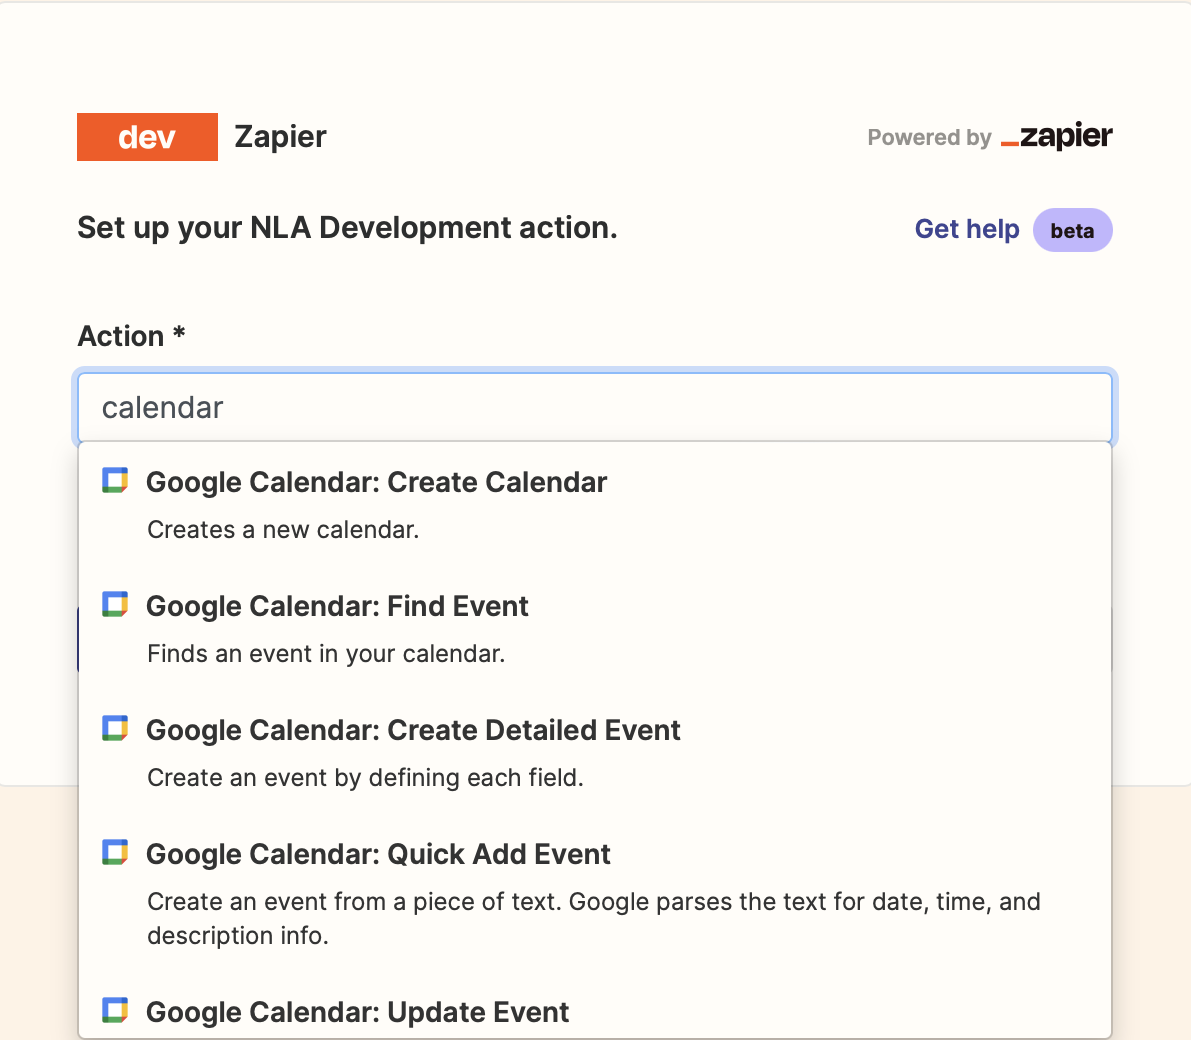 dev Zapier Powered by zapier
Set up your NLA Development action. Get help beta
Action *
calendar
Google Calendar: Create Calendar
Creates a new calendar.
Google Calendar: Find Event
Finds an event in your calendar.
Google Calendar: Create Detailed Event
Create an event by defining each field.
Google Calendar: Quick Add Event
Create an event from a piece of text. Google parses the text for date, time, and
description info.
Google Calendar: Update Event